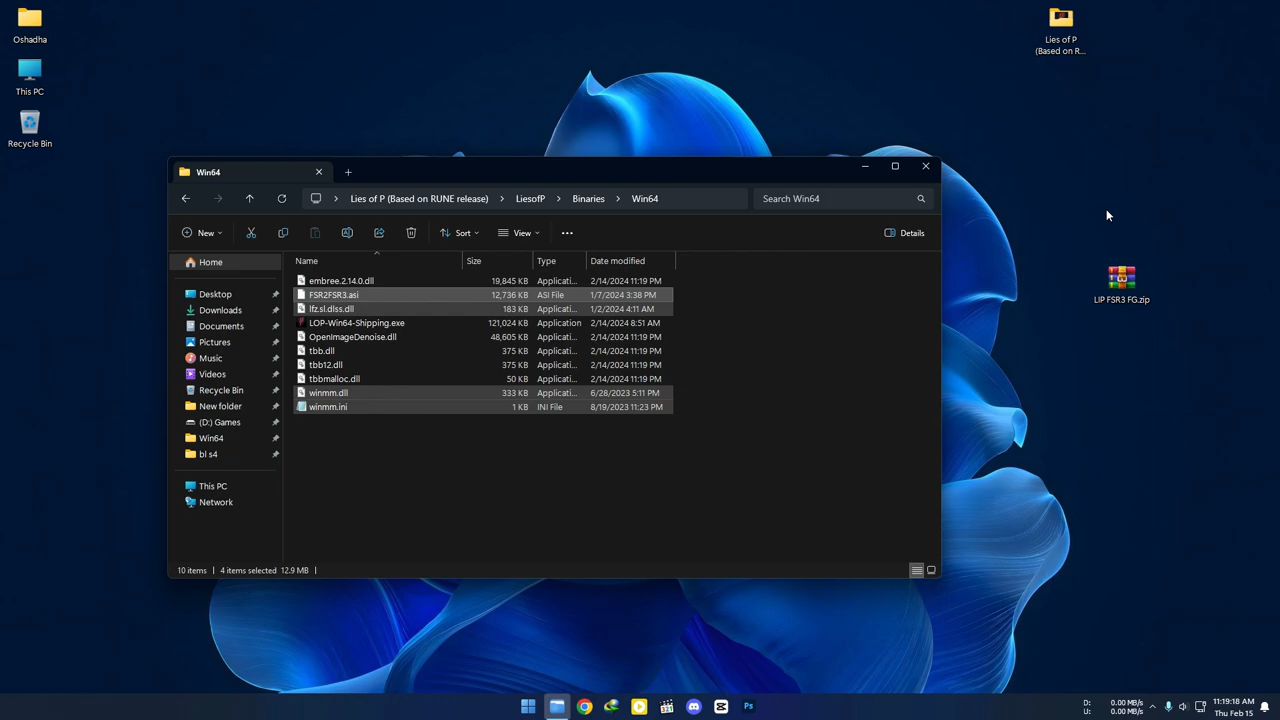 Oshadha
This PC
Recycle Bin
Lies of P
(Based on R...
LIP FSR3 FG.zip
Win64
Lies of P (Based on RUNE release)
LiesofP
Binaries
Win64
Search Win64
New
Sort
View
Details
Name
Size
Type
Date modified
embree.2.14.0.dll 19,845 KB Applicati... 2/14/2024 11:19 PM
FSR2FSR3.asi 12,736 KB ASI File 1/7/2024 3:38 PM
lfz.sl.dlss.dll 183 KB Applicati... 1/2/2024 4:11 AM
LOP-Win64-Shipping.exe 121,024 KB Application 2/14/2024 8:51 AM
OpenImageDenoise.dll 48,605 KB Applicati... 2/14/2024 11:19 PM
tbb.dll 375 KB Applicati... 2/14/2024 11:19 PM
tbb12.dll 375 KB Applicati... 2/14/2024 11:19 PM
tbbmalloc.dll 50 KB Applicati... 2/14/2024 11:19 PM
winmm.dll 333 KB Applicati... 6/28/2023 5:11 PM
winmm.ini 1 KB INI File 8/19/2023 11:23 PM
Home
Desktop
Downloads
Documents
Pictures
Music
Videos
Recycle Bin
New folder
(D:) Games
Win64
bl s4
This PC
Network
10 items
4 items selected 12.9 MB
D: 0.00 MB/s
U: 0.00 MB/s
11:19:18 AM
Thu Feb 15
Ps